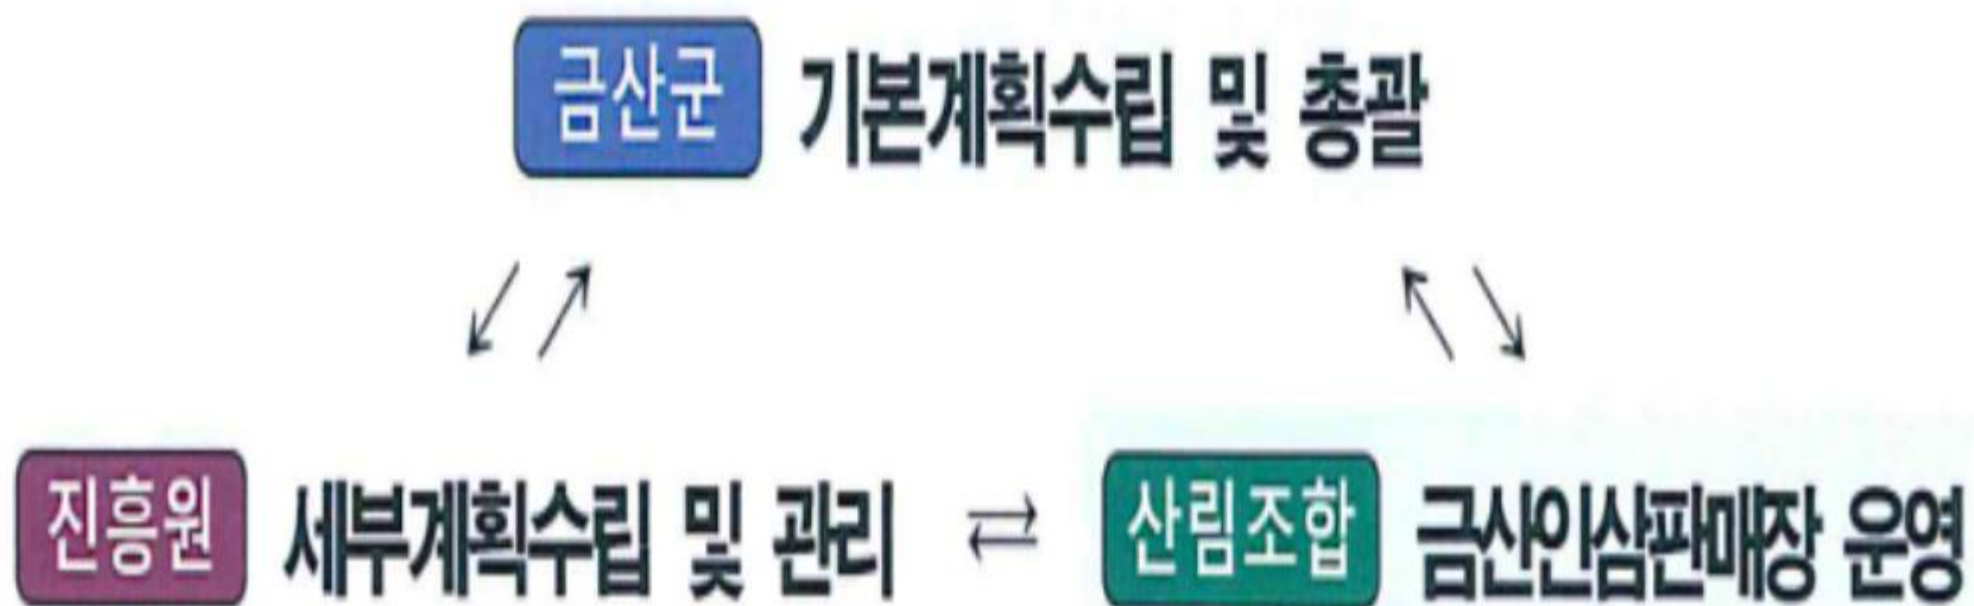 금산군 기본계획수립 및 총괄
↙ ↗ ↖ ↘
진흥원 세부계획수립 및 관리 ⇄ 산림조합 금산인삼판매장 운영